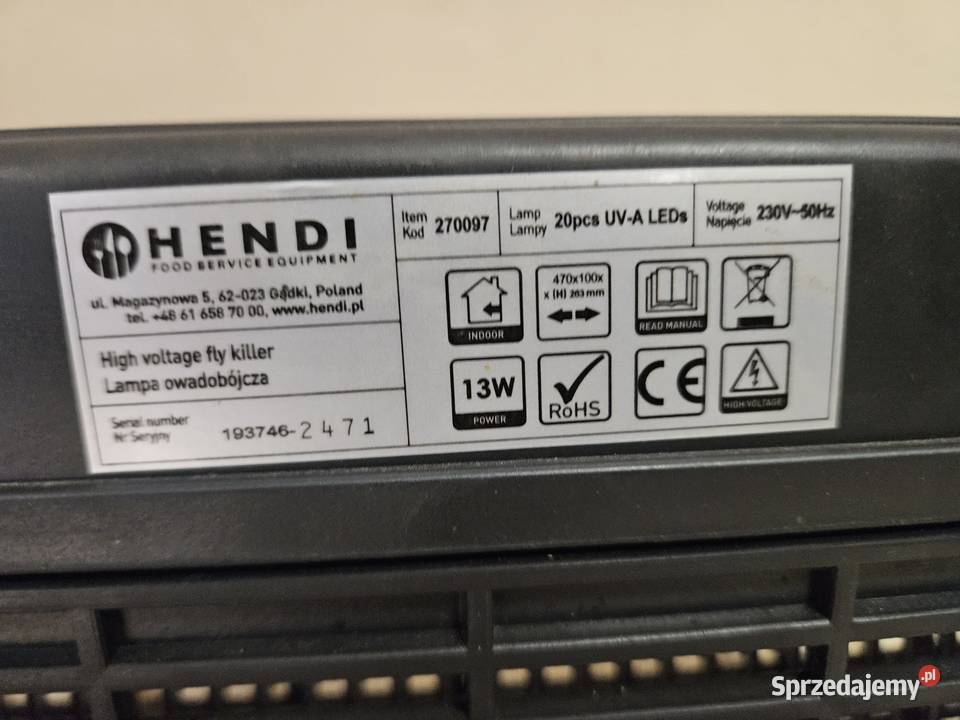 HENDI
FOOD SERVICE EQUIPMENT
ul. Magazynowa 5, 62-023 Gądki, Poland
tel. +48 61 658 70 00, www.hendi.pl
High voltage fly killer
Lampa owadobójcza
Serial number
Nr Seryjny
193746-2471
Item
Kod
270097
Lamp
Lampy
20pcs UV-A LEDs
Voltage
Napięcie
230V~50Hz
INDOOR
470x100x
x (H) 263 mm
READ MANUAL
13W
POWER
RoHS
CE
HIGH VOLTAGE
Sprzedajemy.pl